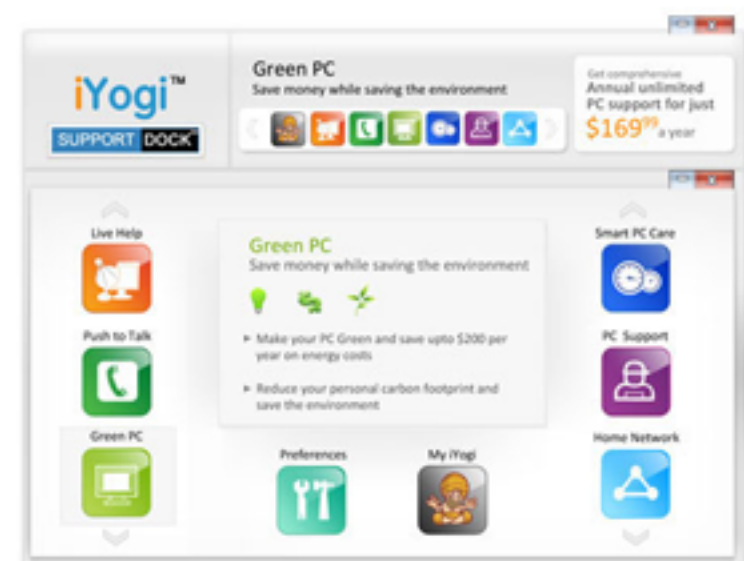 iYogi™
SUPPORT DOCK
Green PC
Save money while saving the environment
Get comprehensive
Annual unlimited
PC support for just
$169⁹⁹ a year
Live Help
Push to Talk
Green PC
Green PC
Save money while saving the environment
Make your PC Green and save upto $200 per
year on energy costs
Reduce your personal carbon footprint and
save the environment
Preferences
My iYogi
Smart PC Care
PC Support
Home Network